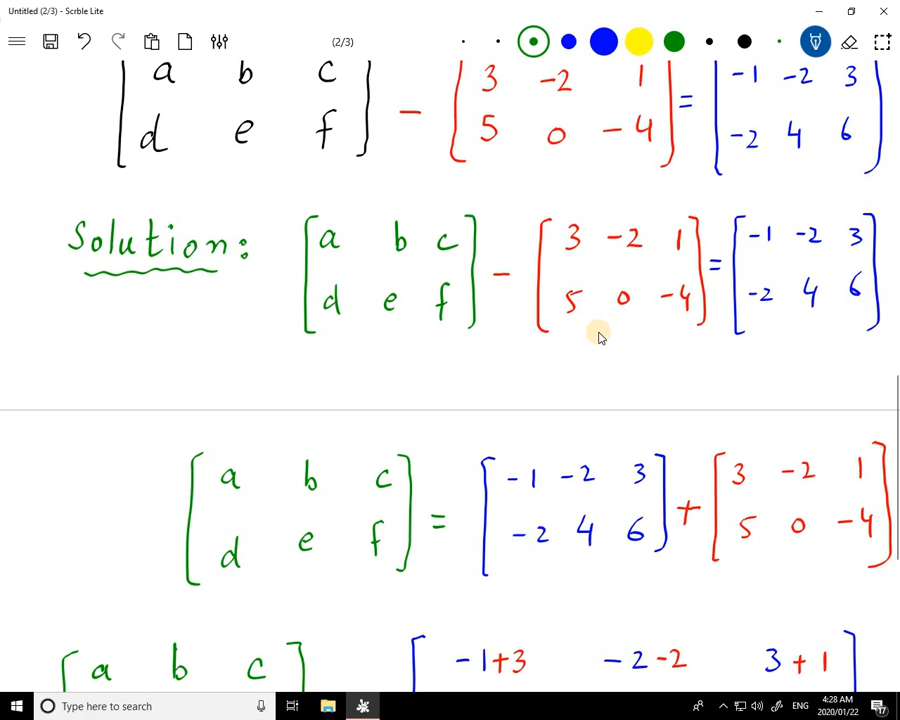 Untitled (2/3) - Scrble Lite
(2/3)
a b c 3 -2 1 -1 -2 3
- =
d e f 5 0 -4 -2 4 6
Solution: a b c 3 -2 1 -1 -2 3
- =
d e f 5 0 -4 -2 4 6
a b c -1 -2 3 3 -2 1
= +
d e f -2 4 6 5 0 -4
a b c -1+3 -2-2 3+1
Type here to search
ENG
4:28 AM
2020/01/22
17